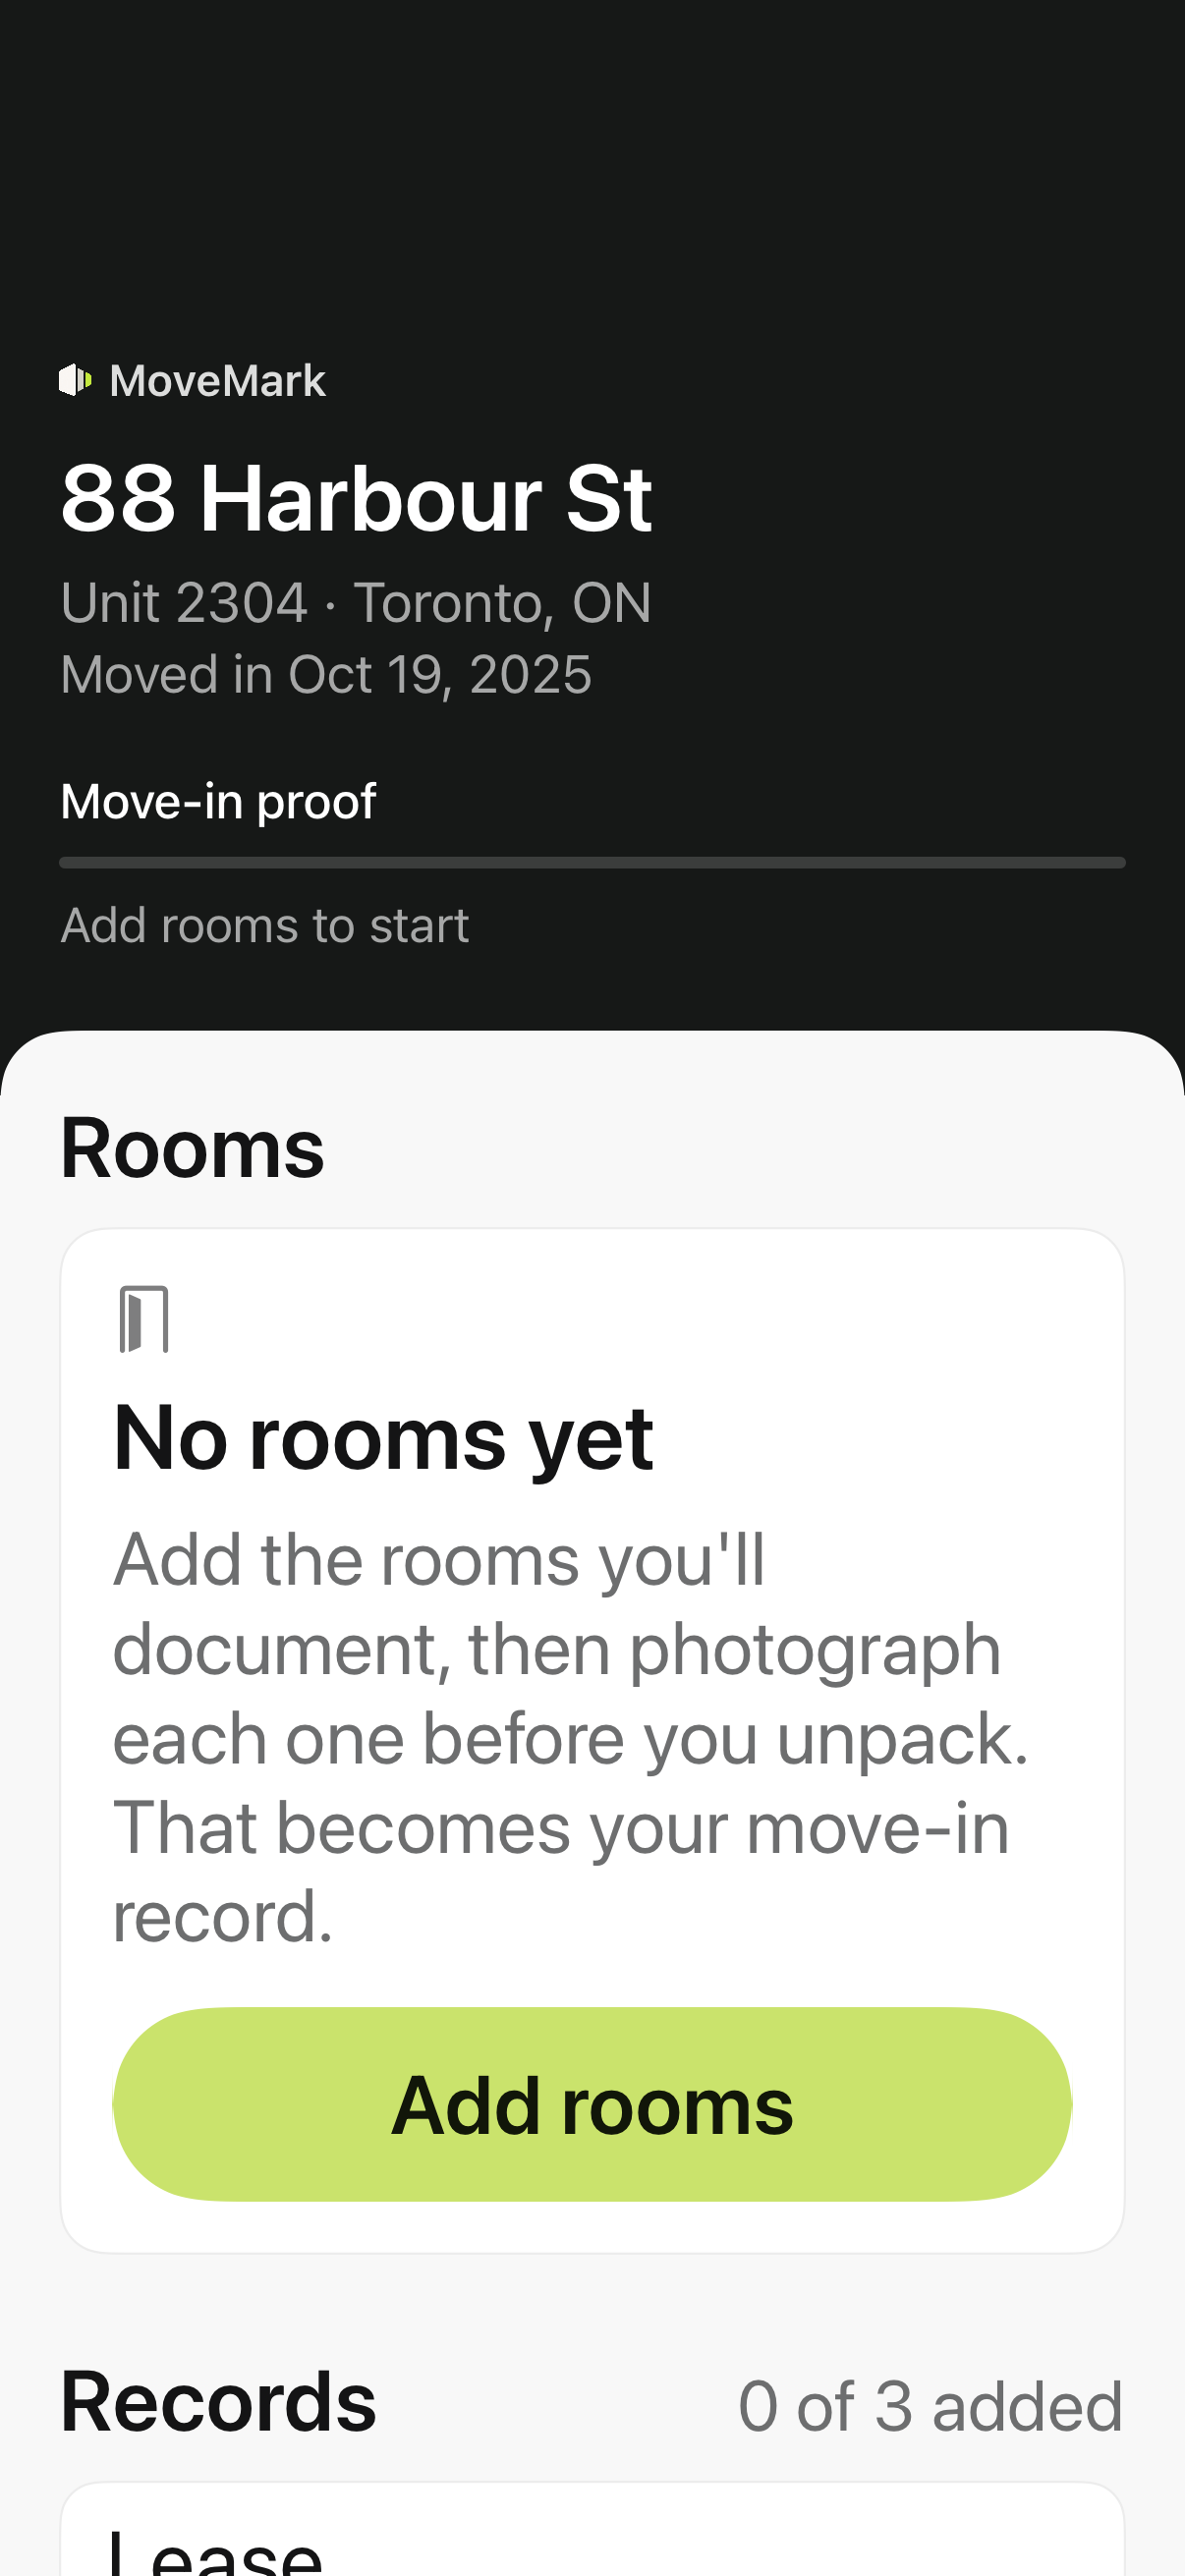 MoveMark
88 Harbour St
Unit 2304 · Toronto, ON
Moved in Oct 19, 2025
Move-in proof
Add rooms to start
Rooms
No rooms yet
Add the rooms you'll
document, then photograph
each one before you unpack.
That becomes your move-in
record.
Add rooms
Records
0 of 3 added
Lease